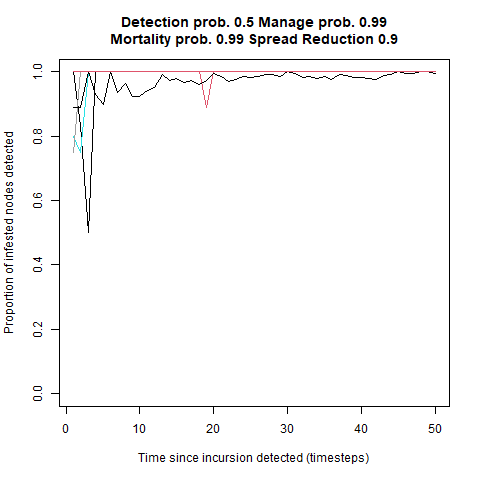 Detection prob. 0.5 Manage prob. 0.99
Mortality prob. 0.99 Spread Reduction 0.9
Proportion of infested nodes detected
1.0
0.8
0.6
0.4
0.2
0.0
0 10 20 30 40 50
Time since incursion detected (timesteps)